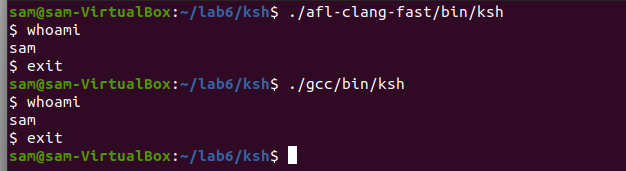 sam@sam-VirtualBox:~/lab6/ksh$ ./afl-clang-fast/bin/ksh
$ whoami
sam
$ exit
sam@sam-VirtualBox:~/lab6/ksh$ ./gcc/bin/ksh
$ whoami
sam
$ exit
sam@sam-VirtualBox:~/lab6/ksh$